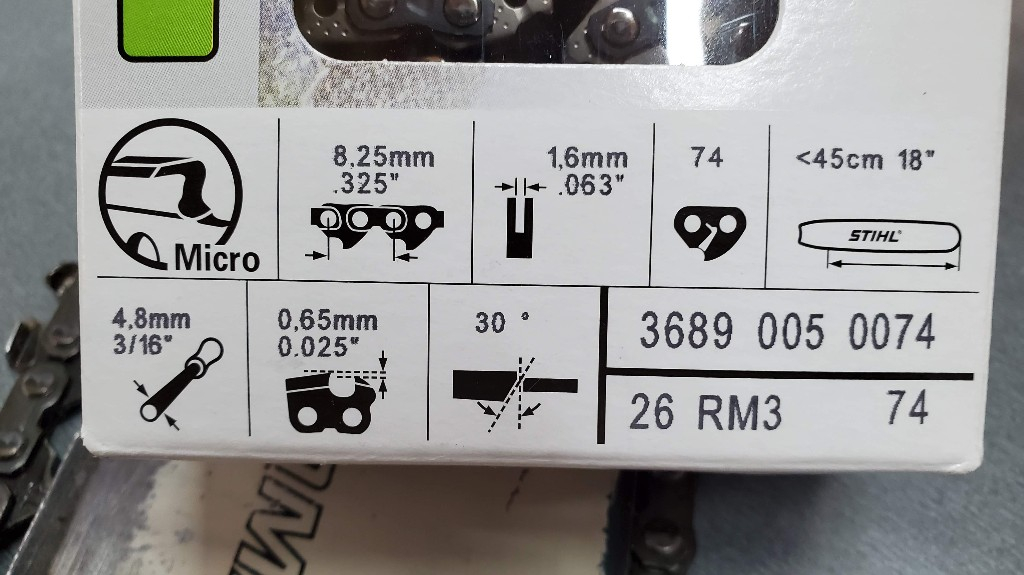 Micro
8,25mm
.325"
1,6mm
.063"
74
<45cm 18"
STIHL®
4,8mm
3/16"
0,65mm
0.025"
30 °
3689 005 0074
26 RM3 74